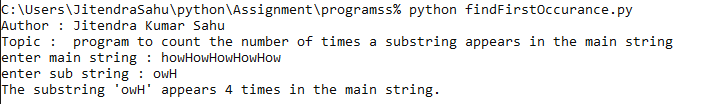 C:\Users\JitendraSahu\python\Assignment\programss% python findFirstOccurance.py
Author : Jitendra Kumar Sahu
Topic :  program to count the number of times a substring appears in the main string
enter main string : howHowHowHowHow
enter sub string : owH
The substring 'owH' appears 4 times in the main string.